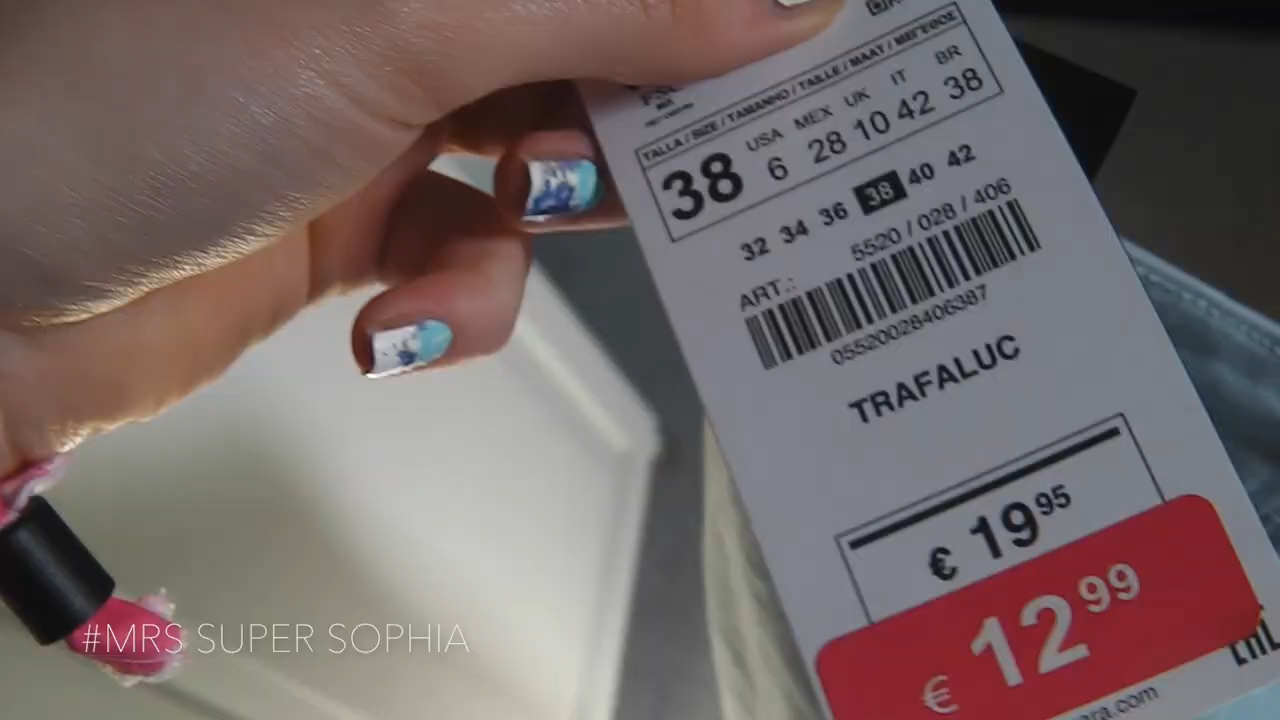 TALLA / SIZE / TAMANHO / TAILLE / MAAT / ΜΕΓΕΘΟΣ
USA MEX UK IT BR
38 6 28 10 42 38
32 34 36 38 40 42
5520 / 028 / 406
ART.:
05520028406387
TRAFALUC
€ 19 95
€ 12 99
#MRS SUPER SOPHIA